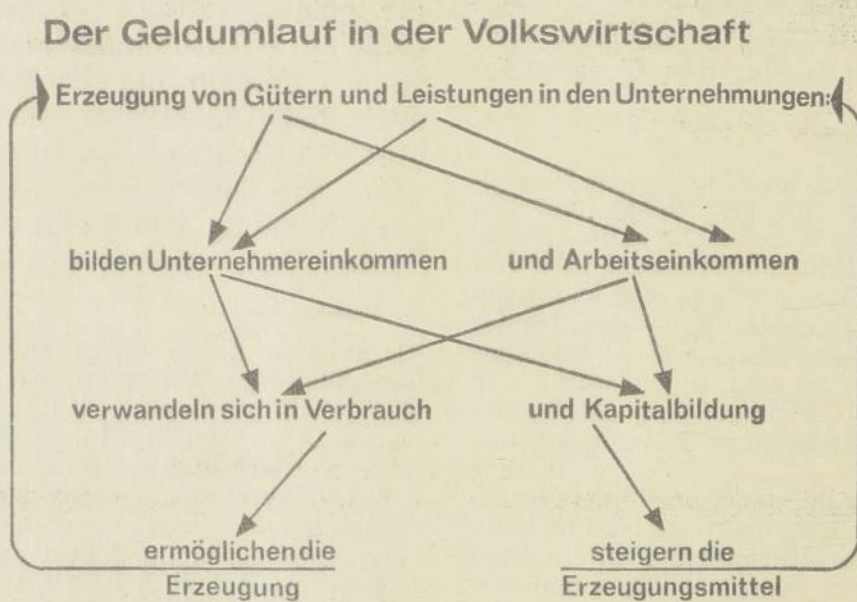 Der Geldumlauf in der Volkswirtschaft
Erzeugung von Gütern und Leistungen in den Unternehmungen:
bilden Unternehmereinkommen und Arbeitseinkommen
verwandeln sich in Verbrauch und Kapitalbildung
ermöglichen die steigern die
Erzeugung Erzeugungsmittel